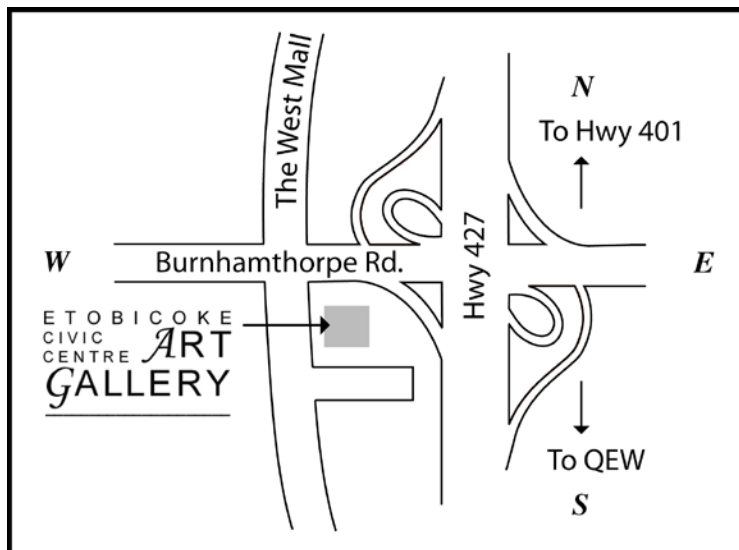 The West Mall
N
To Hwy 401
W
Burnhamthorpe Rd.
Hwy 427
E
ETOBICOKE
CIVIC
CENTRE ART
GALLERY
To QEW
S